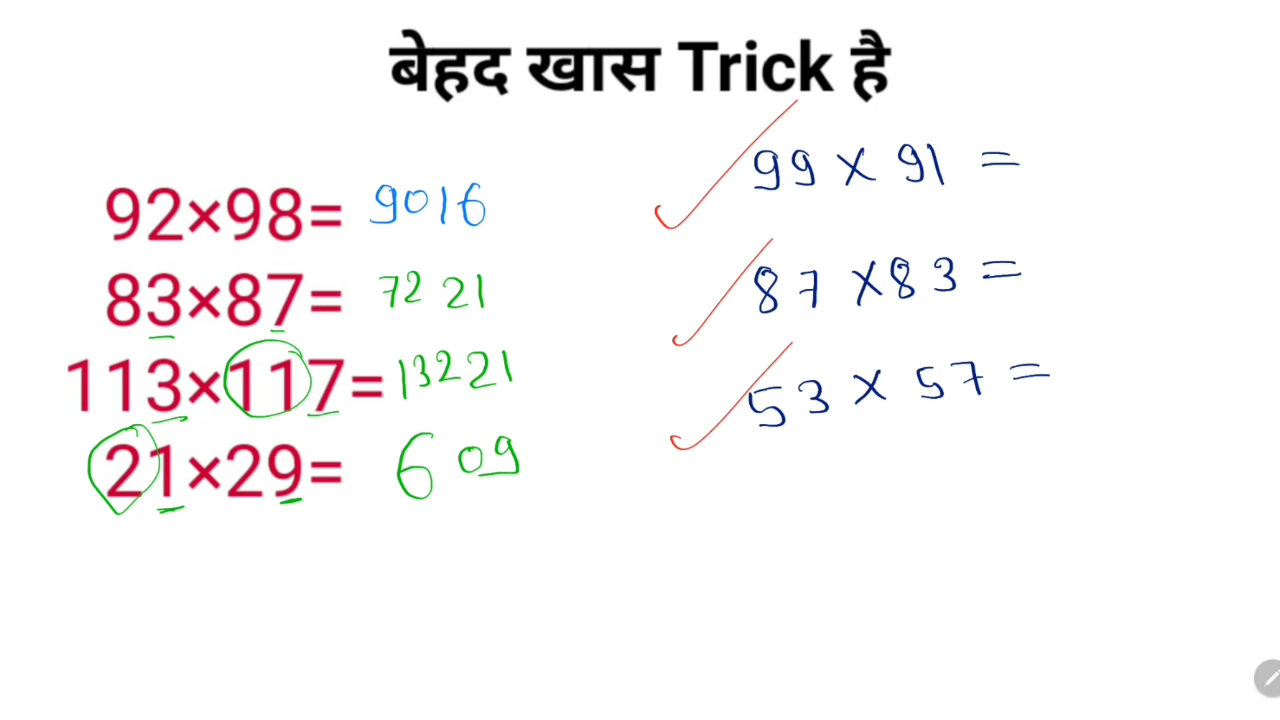 बेहद खास Trick है
92×98= 9016
83×87= 7221
113×117= 13221
21×29= 609
99 × 91 =
87 × 83 =
53 × 57 =